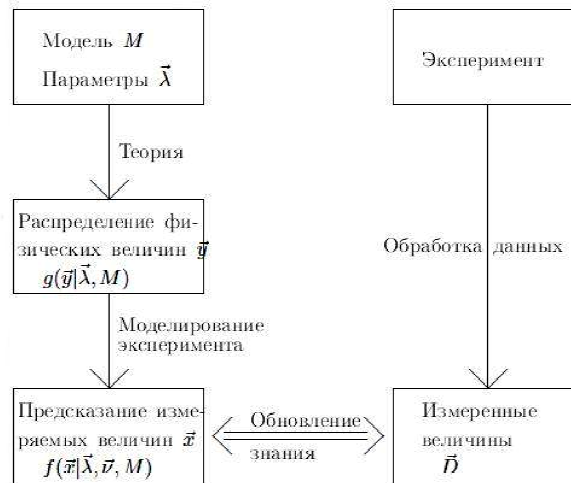 Модель M
Параметры λ⃗
Эксперимент
Теория
Распределение фи-
зических величин y⃗
g(y⃗|λ⃗, M)
Обработка данных
Моделирование
эксперимента
Предсказание изме-
ряемых величин x⃗
f(x⃗|λ⃗, ν⃗, M)
Обновление
знания
Измеренные
величины
D⃗